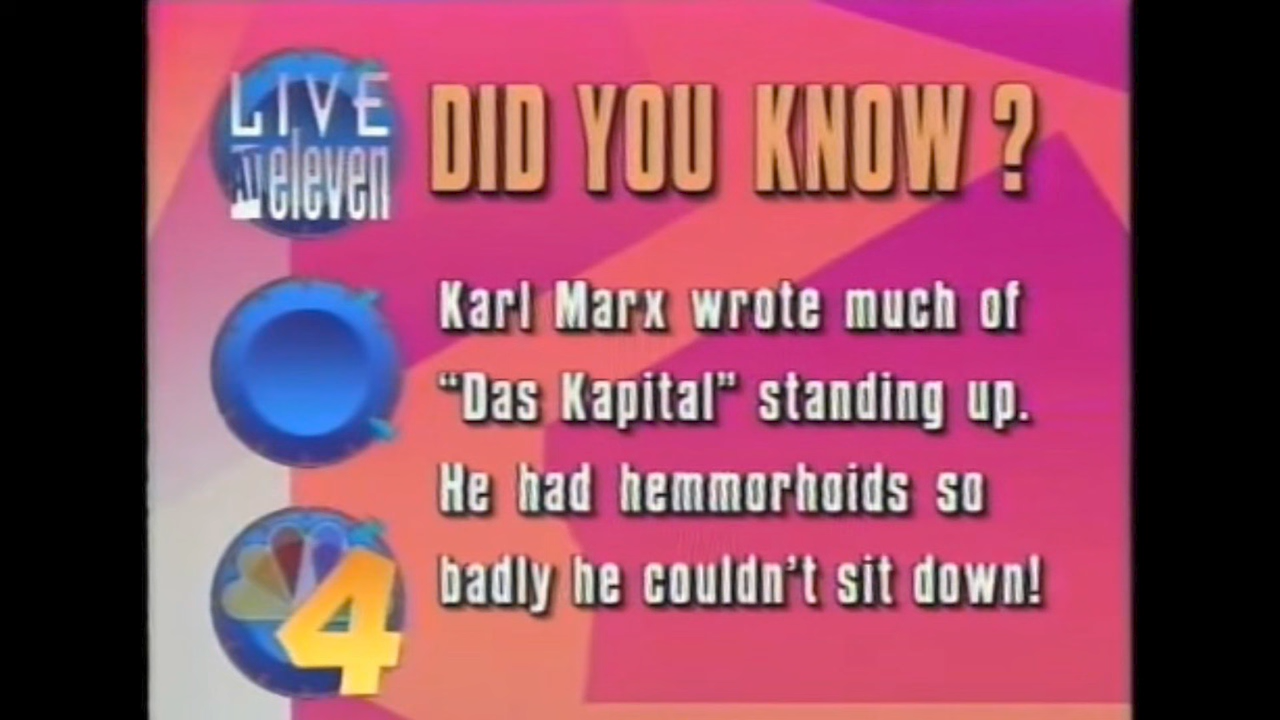 LIVE
AT eleven
DID YOU KNOW ?
Karl Marx wrote much of
“Das Kapital” standing up.
He had hemmorhoids so
badly he couldn’t sit down!
4